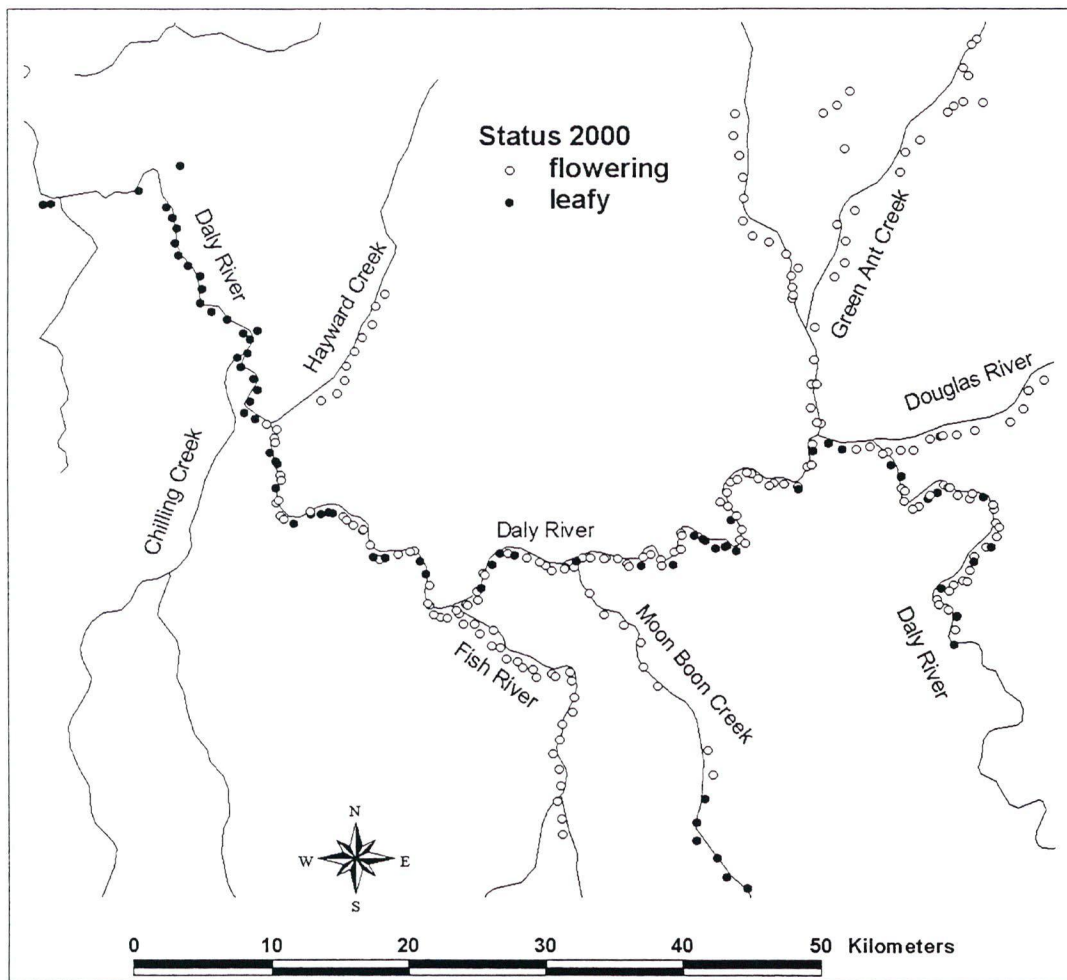 Status 2000
flowering
leafy
Daly River
Hayward Creek
Green Ant Creek
Douglas River
Chilling Creek
Daly River
Fish River
Moon Boon Creek
Daly River
N
W E
S
0 10 20 30 40 50 Kilometers